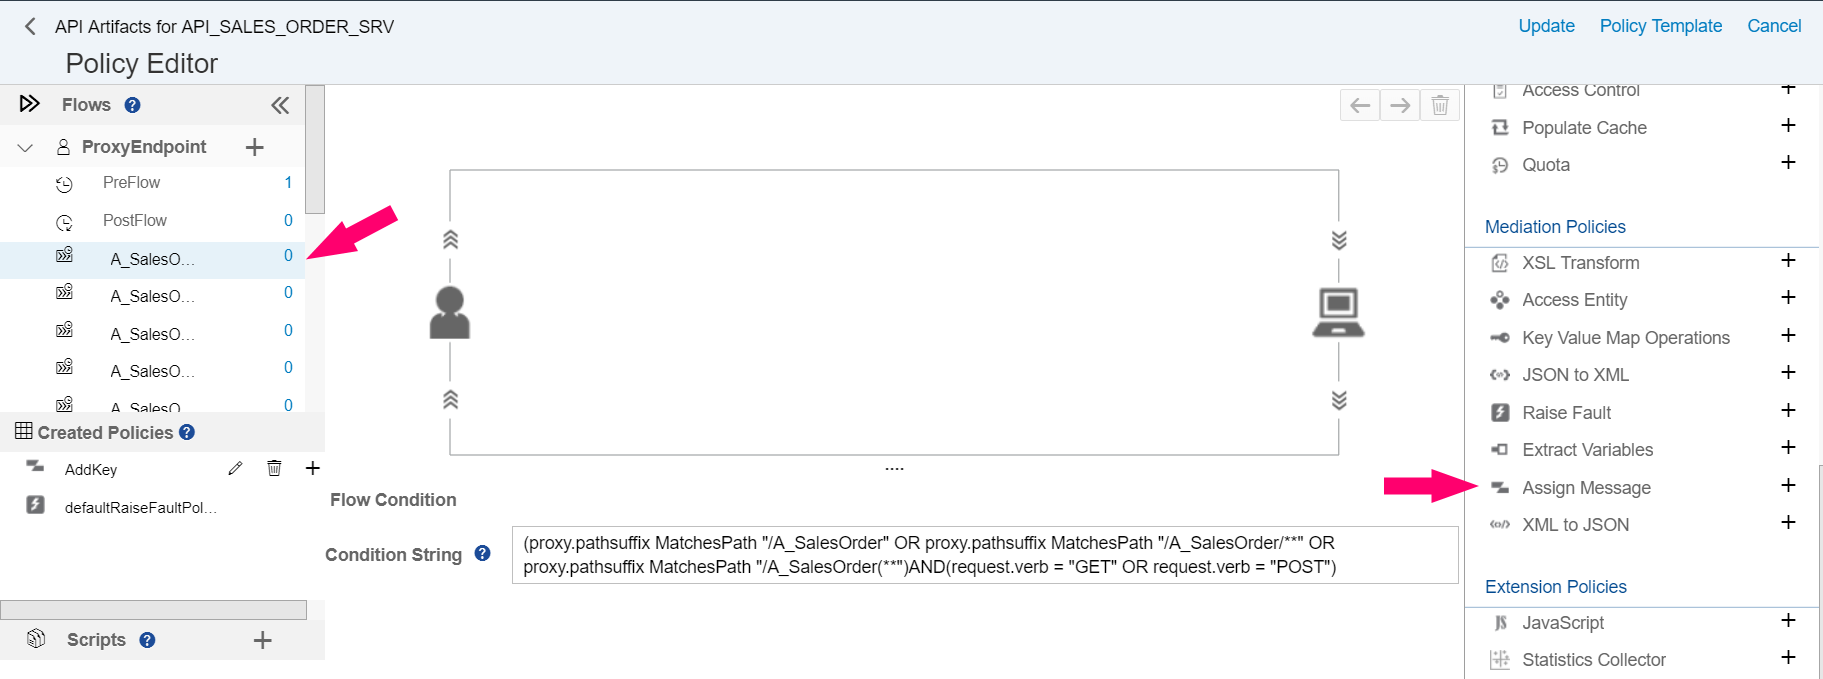 API Artifacts for API_SALES_ORDER_SRV
Update
Policy Template
Cancel
Policy Editor
Flows ?
ProxyEndpoint
PreFlow 1
PostFlow 0
A_SalesO... 0
A_SalesO... 0
A_SalesO... 0
A_SalesO... 0
A_SalesO 0
Created Policies ?
AddKey
defaultRaiseFaultPol...
Scripts ?
....
Flow Condition
Condition String ?
(proxy.pathsuffix MatchesPath "/A_SalesOrder" OR proxy.pathsuffix MatchesPath "/A_SalesOrder/**" OR
proxy.pathsuffix MatchesPath "/A_SalesOrder(**")AND(request.verb = "GET" OR request.verb = "POST")
Access Control
Populate Cache
Quota
Mediation Policies
XSL Transform
Access Entity
Key Value Map Operations
JSON to XML
Raise Fault
Extract Variables
Assign Message
XML to JSON
Extension Policies
JS JavaScript
Statistics Collector